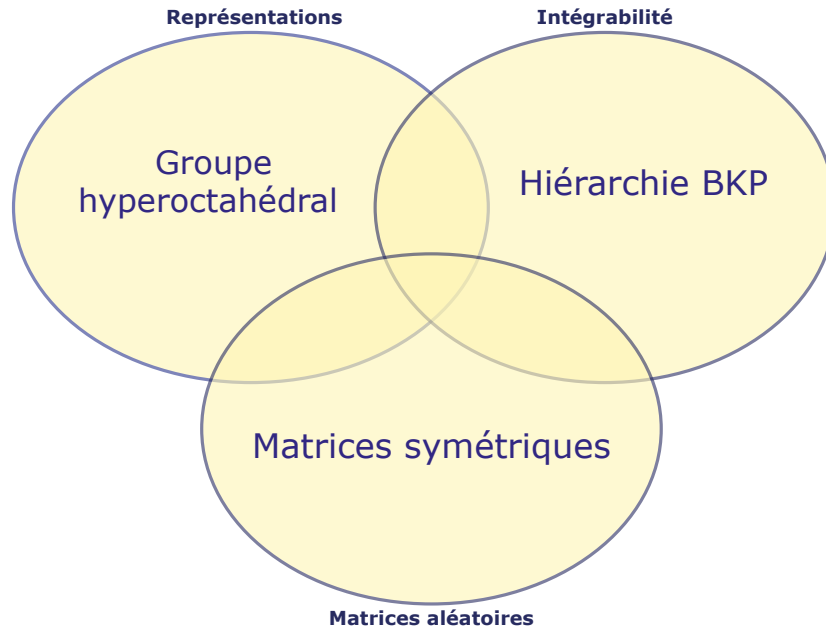 Représentations
Intégrabilité
Groupe
hyperoctahédral
Hiérarchie BKP
Matrices symétriques
Matrices aléatoires